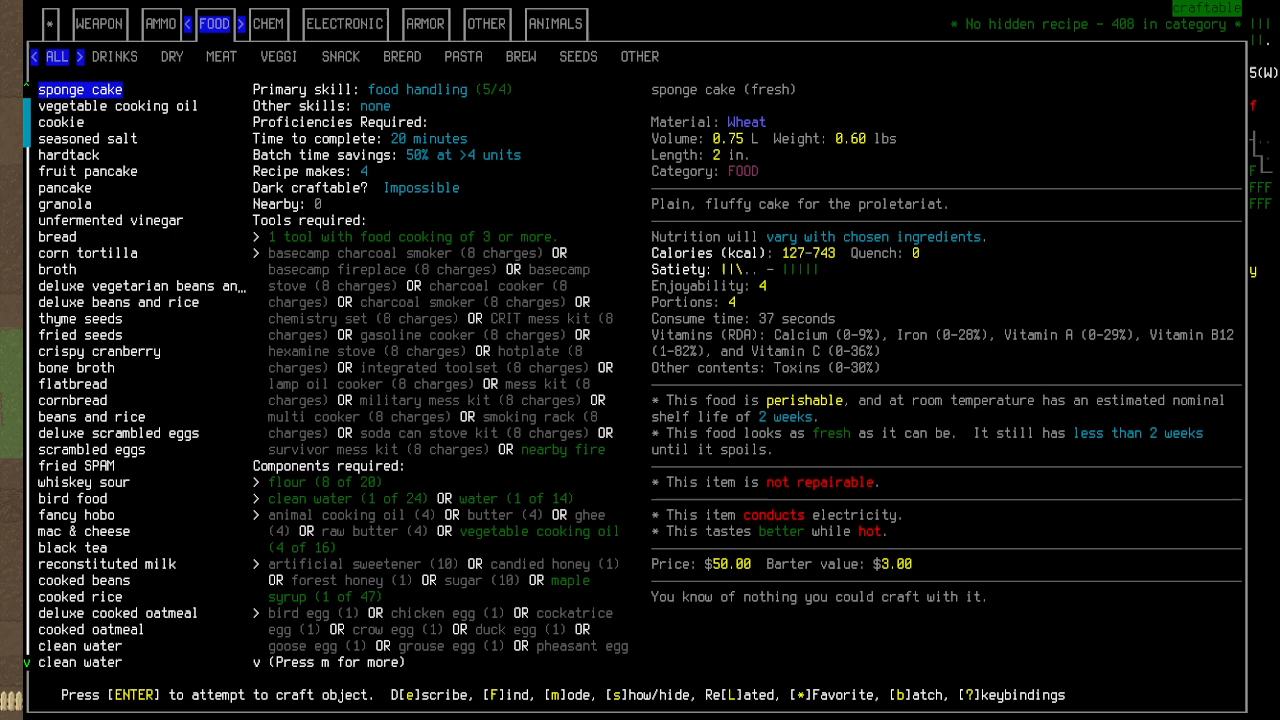 craftable
* WEAPON AMMO < FOOD > CHEM ELECTRONIC ARMOR OTHER ANIMALS
* No hidden recipe - 408 in category *
< ALL > DRINKS DRY MEAT VEGGI SNACK BREAD PASTA BREW SEEDS OTHER
5(W)
sponge cake
vegetable cooking oil
cookie
seasoned salt
hardtack
fruit pancake
pancake
granola
unfermented vinegar
bread
corn tortilla
broth
deluxe vegetarian beans an…
deluxe beans and rice
thyme seeds
fried seeds
crispy cranberry
bone broth
flatbread
cornbread
beans and rice
deluxe scrambled eggs
scrambled eggs
fried SPAM
whiskey sour
bird food
fancy hobo
mac & cheese
black tea
reconstituted milk
cooked beans
cooked rice
deluxe cooked oatmeal
cooked oatmeal
clean water
v clean water
Primary skill: food handling (5/4)
Other skills: none
Proficiencies Required:
Time to complete: 20 minutes
Batch time savings: 50% at >4 units
Recipe makes: 4
Dark craftable? Impossible
Nearby: 0
Tools required:
> 1 tool with food cooking of 3 or more.
> basecamp charcoal smoker (8 charges) OR
basecamp fireplace (8 charges) OR basecamp
stove (8 charges) OR charcoal cooker (8
charges) OR charcoal smoker (8 charges) OR
chemistry set (8 charges) OR CRIT mess kit (8
charges) OR gasoline cooker (8 charges) OR
hexamine stove (8 charges) OR hotplate (8
charges) OR integrated toolset (8 charges) OR
lamp oil cooker (8 charges) OR mess kit (8
charges) OR military mess kit (8 charges) OR
multi cooker (8 charges) OR smoking rack (8
charges) OR soda can stove kit (8 charges) OR
survivor mess kit (8 charges) OR nearby fire
Components required:
> flour (8 of 20)
> clean water (1 of 24) OR water (1 of 14)
> animal cooking oil (4) OR butter (4) OR ghee
(4) OR raw butter (4) OR vegetable cooking oil
(4 of 16)
> artificial sweetener (10) OR candied honey (1)
OR forest honey (1) OR sugar (10) OR maple
syrup (1 of 47)
> bird egg (1) OR chicken egg (1) OR cockatrice
egg (1) OR crow egg (1) OR duck egg (1) OR
goose egg (1) OR grouse egg (1) OR pheasant egg
v (Press m for more)
sponge cake (fresh)
Material: Wheat
Volume: 0.75 L Weight: 0.60 lbs
Length: 2 in.
Category: FOOD
Plain, fluffy cake for the proletariat.
Nutrition will vary with chosen ingredients.
Calories (kcal): 127-743 Quench: 0
Satiety: ||\.. - |||||
Enjoyability: 4
Portions: 4
Consume time: 37 seconds
Vitamins (RDA): Calcium (0-9%), Iron (0-28%), Vitamin A (0-29%), Vitamin B12
(1-82%), and Vitamin C (0-36%)
Other contents: Toxins (0-30%)
* This food is perishable, and at room temperature has an estimated nominal
shelf life of 2 weeks.
* This food looks as fresh as it can be. It still has less than 2 weeks
until it spoils.
* This item is not repairable.
* This item conducts electricity.
* This tastes better while hot.
Price: $50.00 Barter value: $3.00
You know of nothing you could craft with it.
f
F
FFF
FFF
y
Press [ENTER] to attempt to craft object. D[e]scribe, [F]ind, [m]ode, [s]how/hide, Re[L]ated, [*]Favorite, [b]atch, [?]keybindings